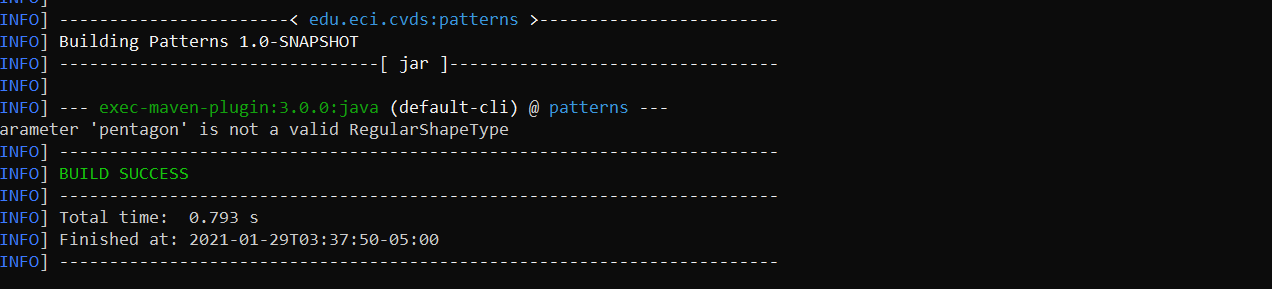 INFO]
INFO] -----------------------< edu.eci.cvds:patterns >------------------------
INFO] Building Patterns 1.0-SNAPSHOT
INFO] --------------------------------[ jar ]---------------------------------
INFO]
INFO] --- exec-maven-plugin:3.0.0:java (default-cli) @ patterns ---
arameter 'pentagon' is not a valid RegularShapeType
INFO] ------------------------------------------------------------------------
INFO] BUILD SUCCESS
INFO] ------------------------------------------------------------------------
INFO] Total time:  0.793 s
INFO] Finished at: 2021-01-29T03:37:50-05:00
INFO] ------------------------------------------------------------------------